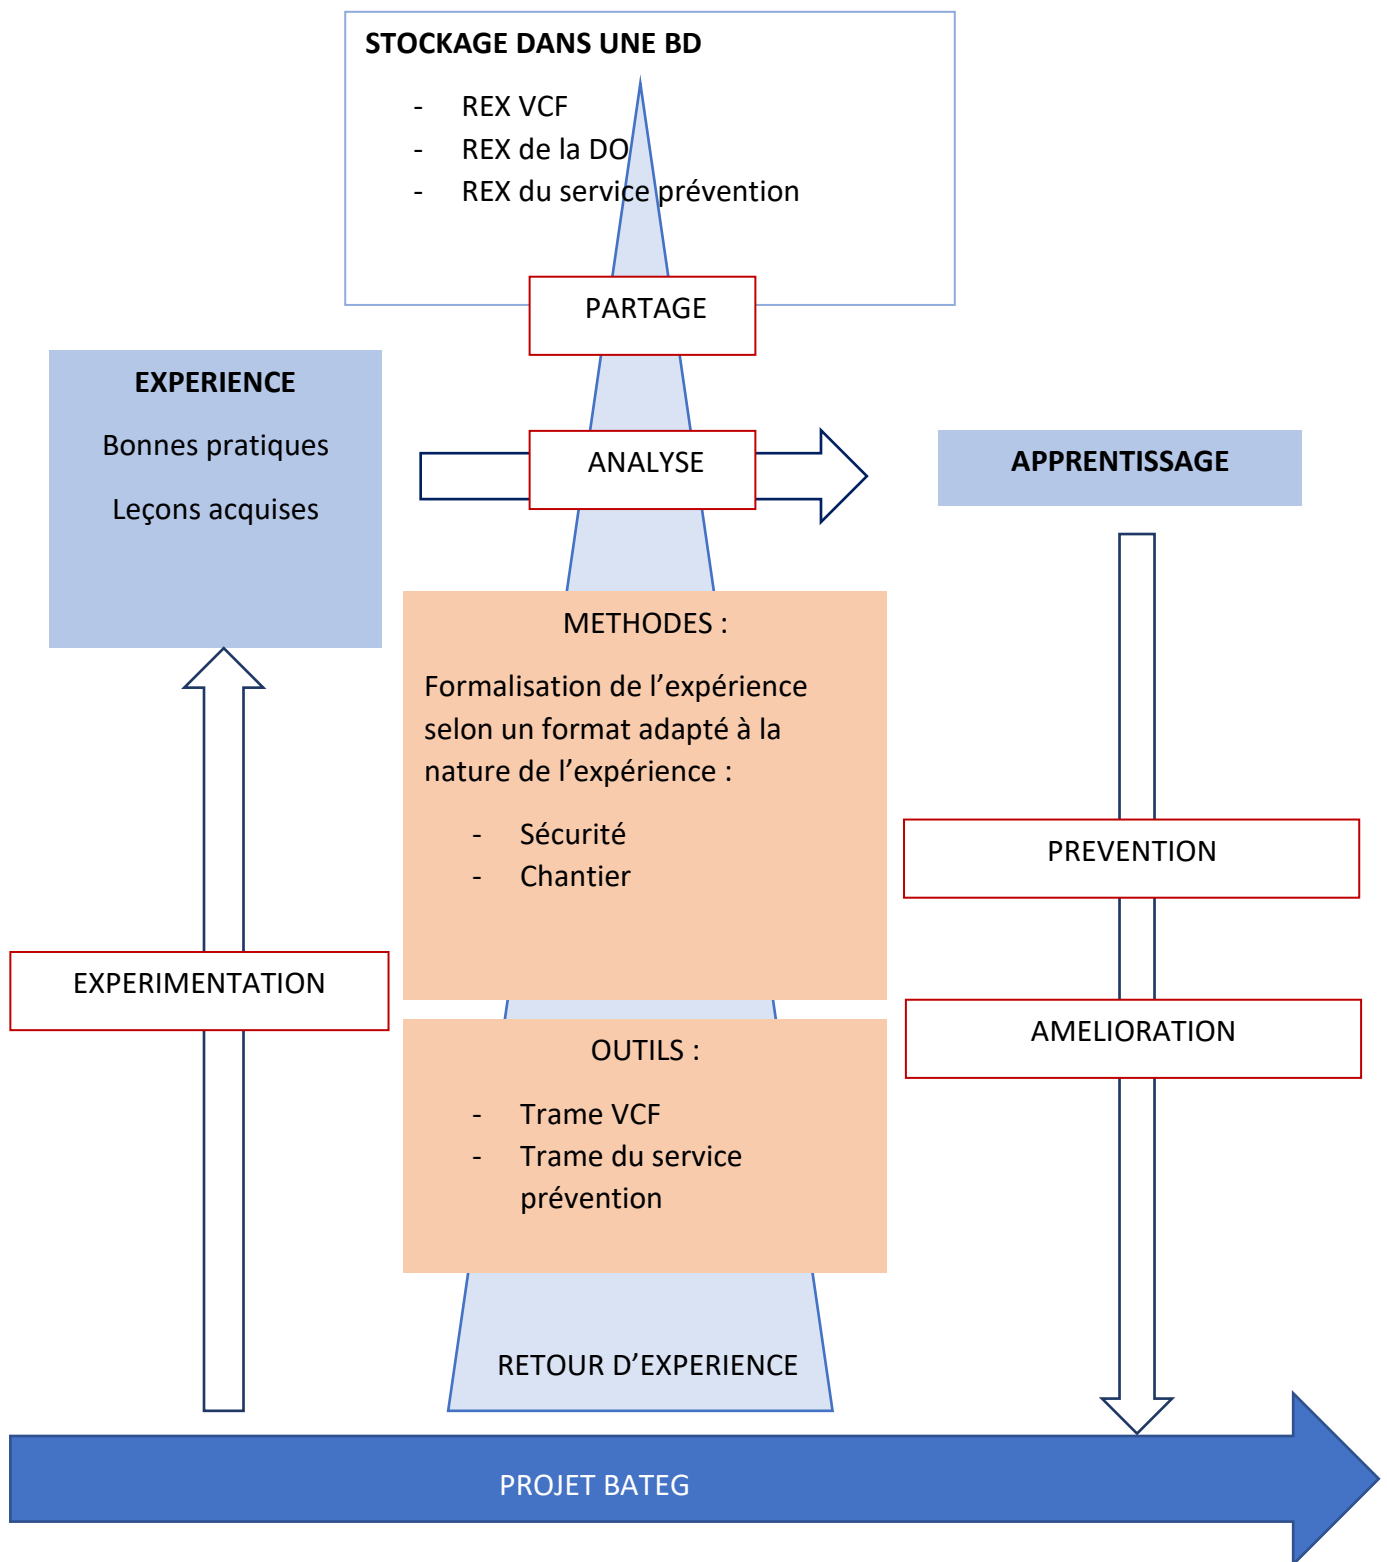 STOCKAGE DANS UNE BD
- REX VCF
- REX de la DO
- REX du service prévention
PARTAGE
EXPERIENCE
Bonnes pratiques
Leçons acquises
ANALYSE
APPRENTISSAGE
METHODES :
Formalisation de l’expérience
selon un format adapté à la
nature de l’expérience :
- Sécurité
- Chantier
PREVENTION
EXPERIMENTATION
AMELIORATION
OUTILS :
- Trame VCF
- Trame du service
prévention
RETOUR D’EXPERIENCE
PROJET BATEG